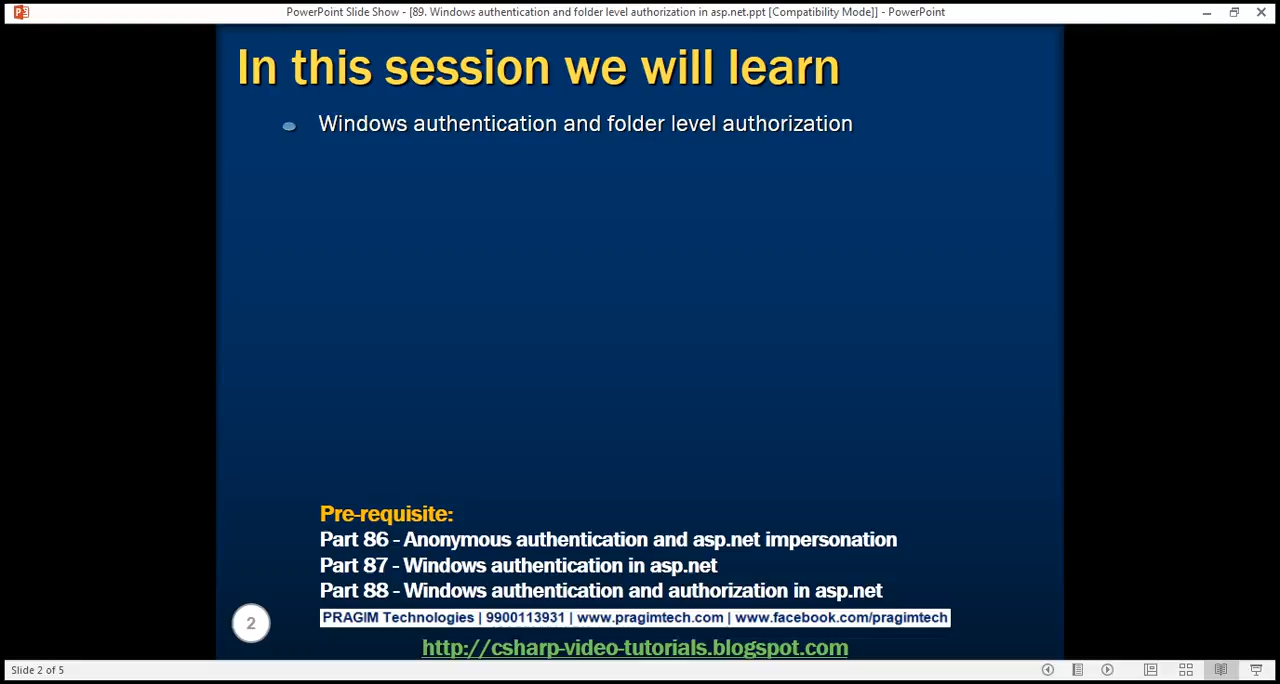 PowerPoint Slide Show - [89. Windows authentication and folder level authorization in asp.net.ppt [Compatibility Mode]] - PowerPoint
In this session we will learn
Windows authentication and folder level authorization
Pre-requisite:
Part 86 - Anonymous authentication and asp.net impersonation
Part 87 - Windows authentication in asp.net
Part 88 - Windows authentication and authorization in asp.net
PRAGIM Technologies | 9900113931 | www.pragimtech.com | www.facebook.com/pragimtech
2
http://csharp-video-tutorials.blogspot.com
Slide 2 of 5